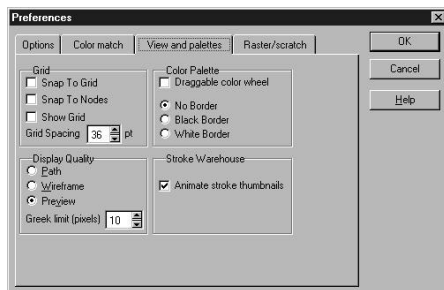 Preferences
Options Color match View and palettes Raster/scratch
OK
Cancel
Help
Grid
Snap To Grid
Snap To Nodes
Show Grid
Grid Spacing 36 pt
Color Palette
Draggable color wheel
No Border
Black Border
White Border
Display Quality
Path
Wireframe
Preview
Greek limit (pixels) 10
Stroke Warehouse
Animate stroke thumbnails